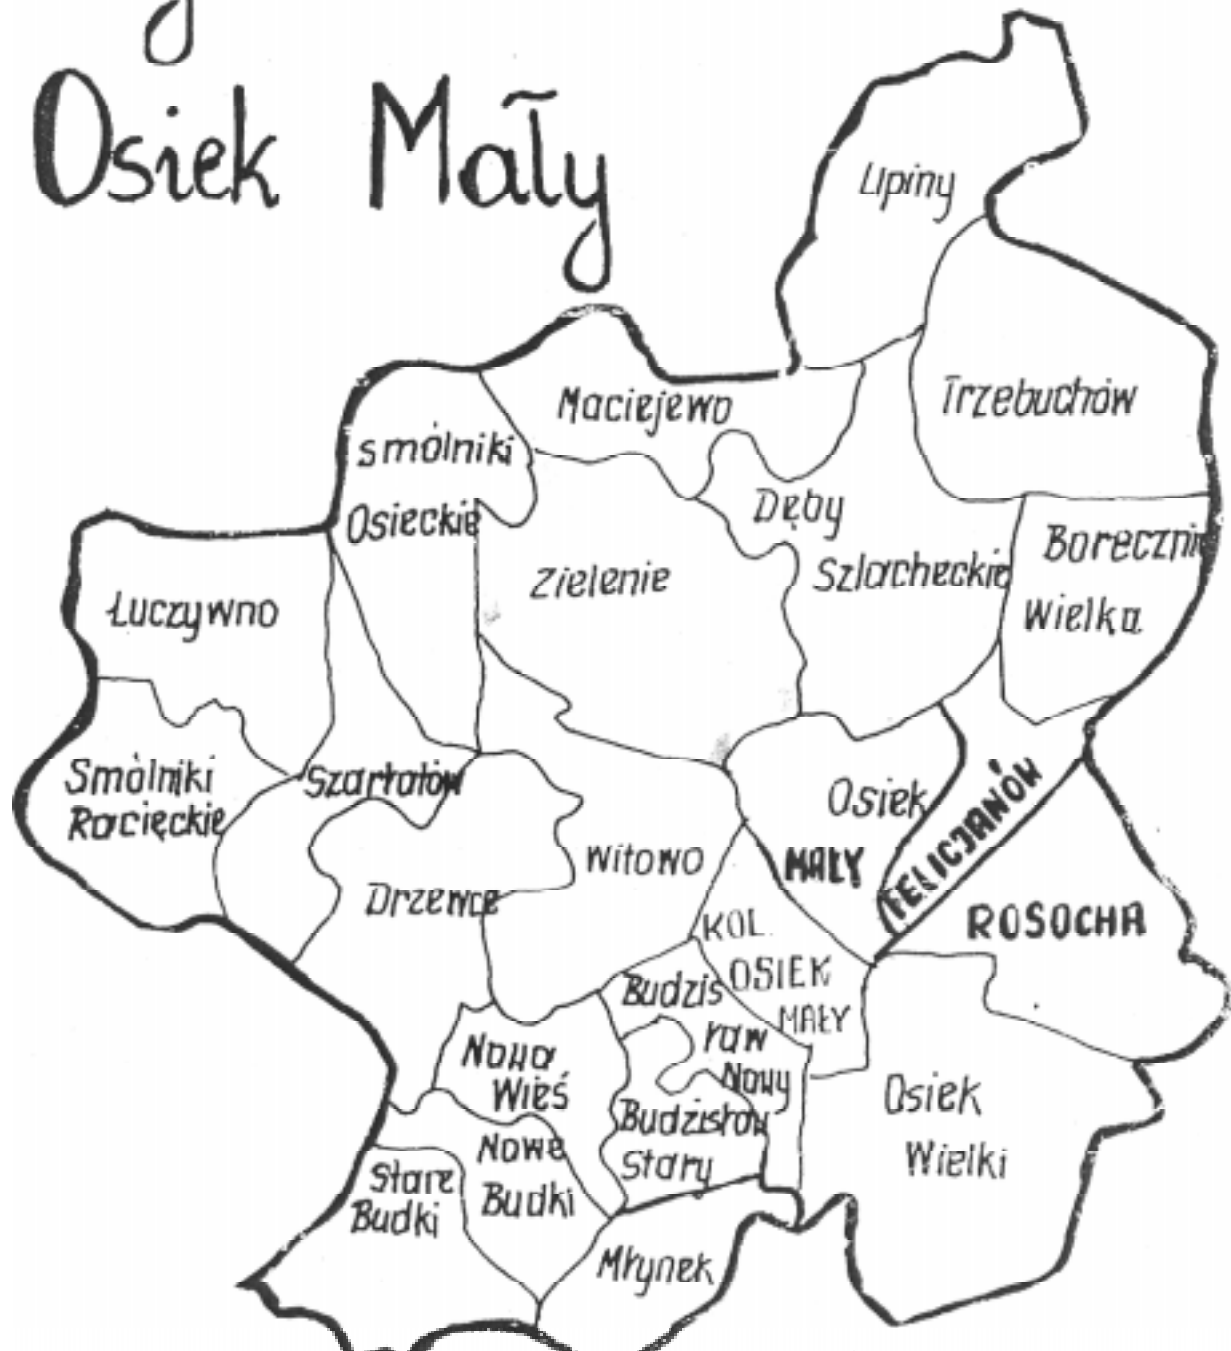 Osiek Mały
Lipiny
Trzebuchów
Maciejewo
smólniki
Osieckie
Dęby
Szlacheckie
Boreczni
Wielka
Zielenie
Łuczywno
Smólniki
Racięckie
Szarłatów
Osiek
MAŁY
FELICJANÓW
Witowo
Drzewce
ROSOCHA
KOL.
OSIEK
MAŁY
Budzis
ław
Nowy
Nowa
Wieś
Budzisław
Stary
Osiek
Wielki
Nowe
Budki
Stare
Budki
Młynek